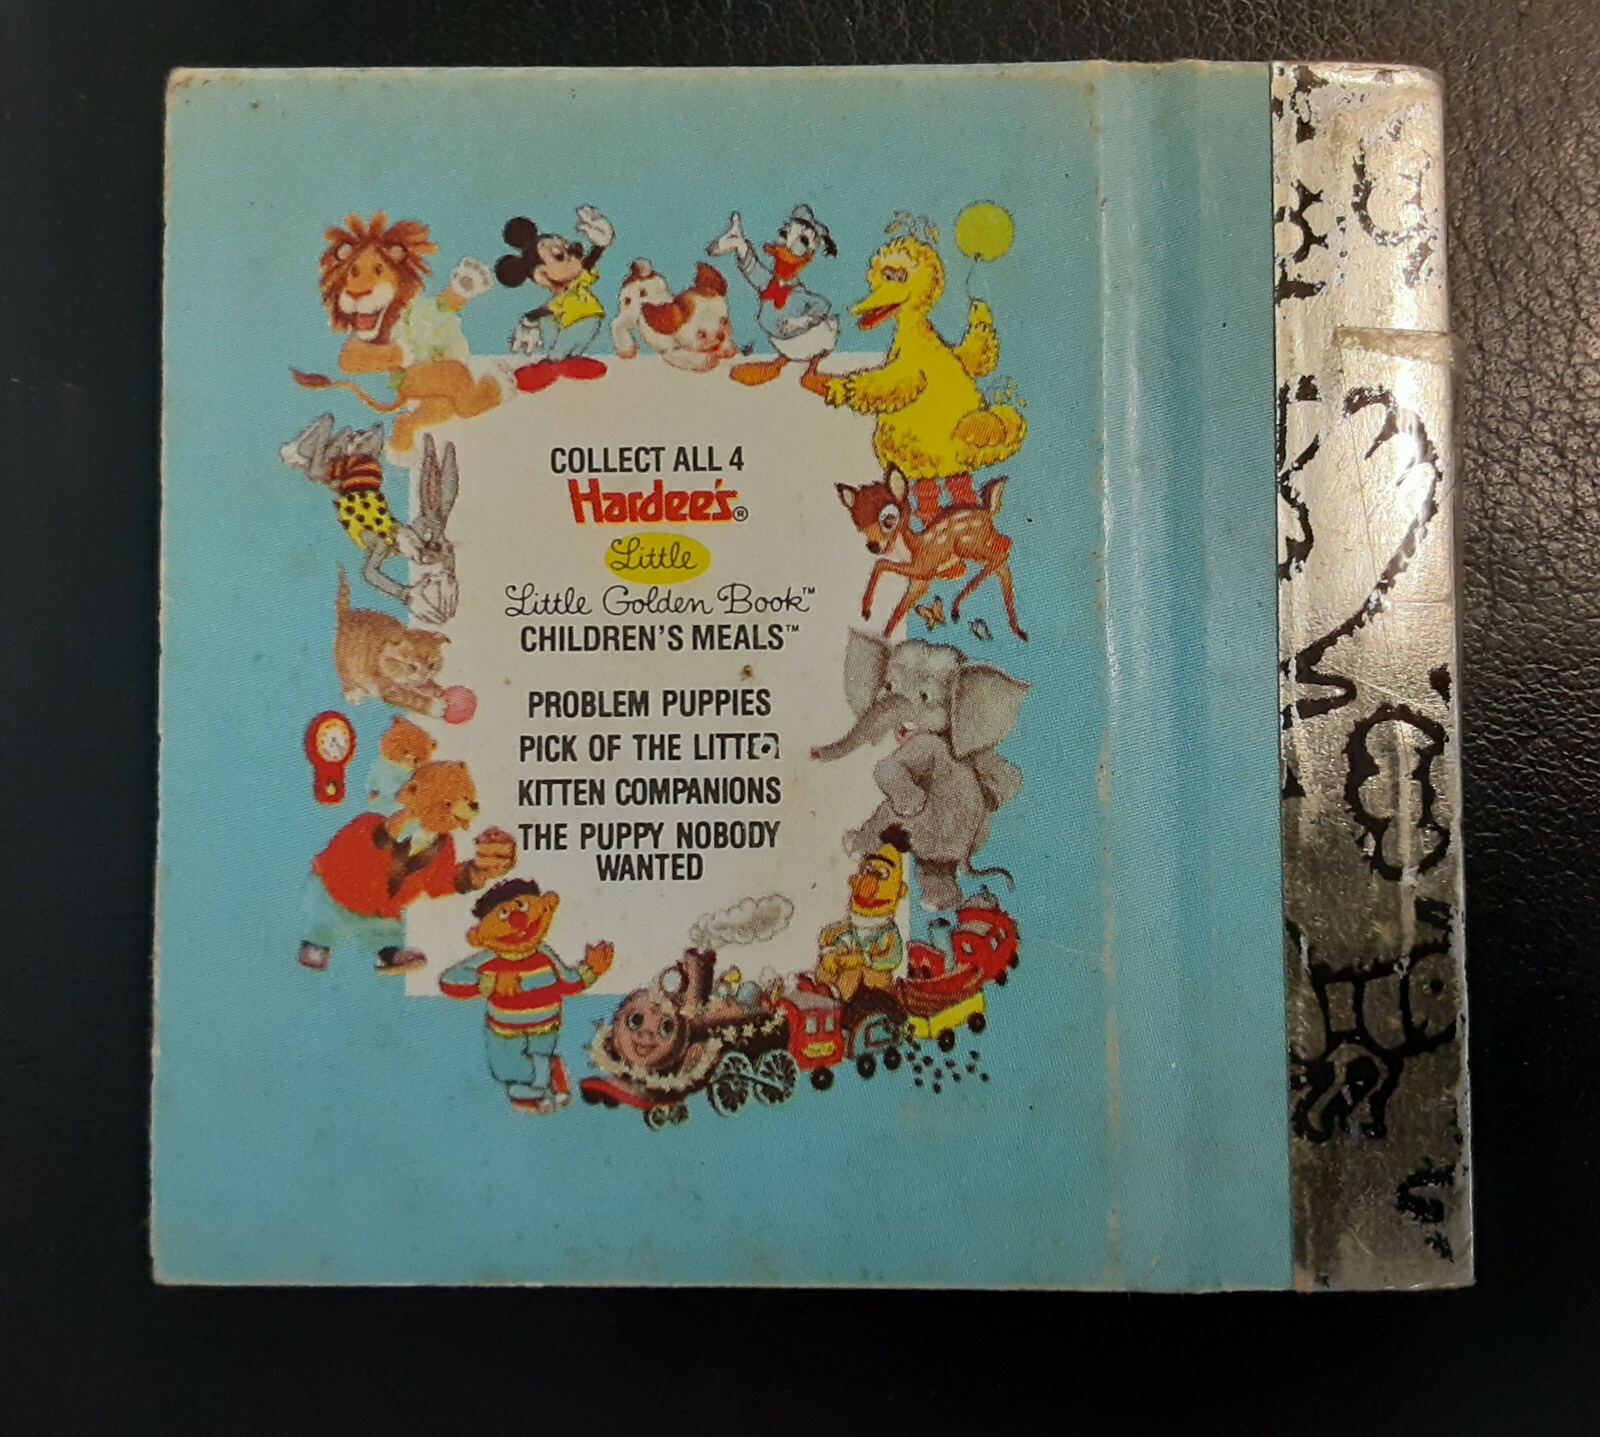 COLLECT ALL 4
Hardee's®
Little
Little Golden Book™
CHILDREN'S MEALS™
PROBLEM PUPPIES
PICK OF THE LITTER
KITTEN COMPANIONS
THE PUPPY NOBODY
WANTED